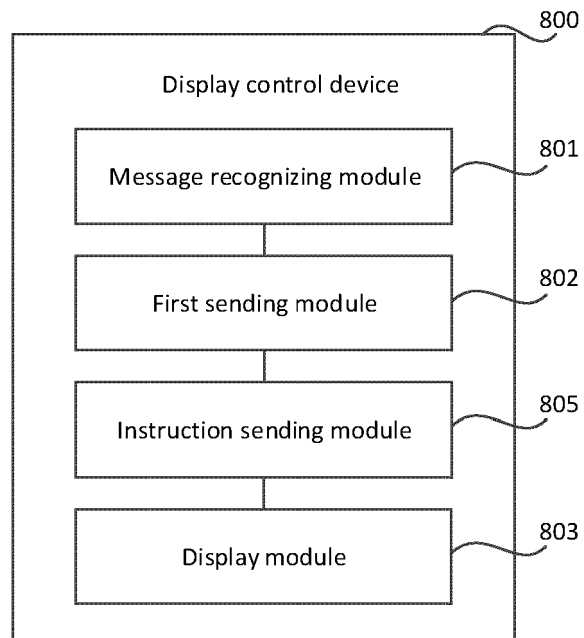 800
Display control device
801
Message recognizing module
802
First sending module
805
Instruction sending module
803
Display module